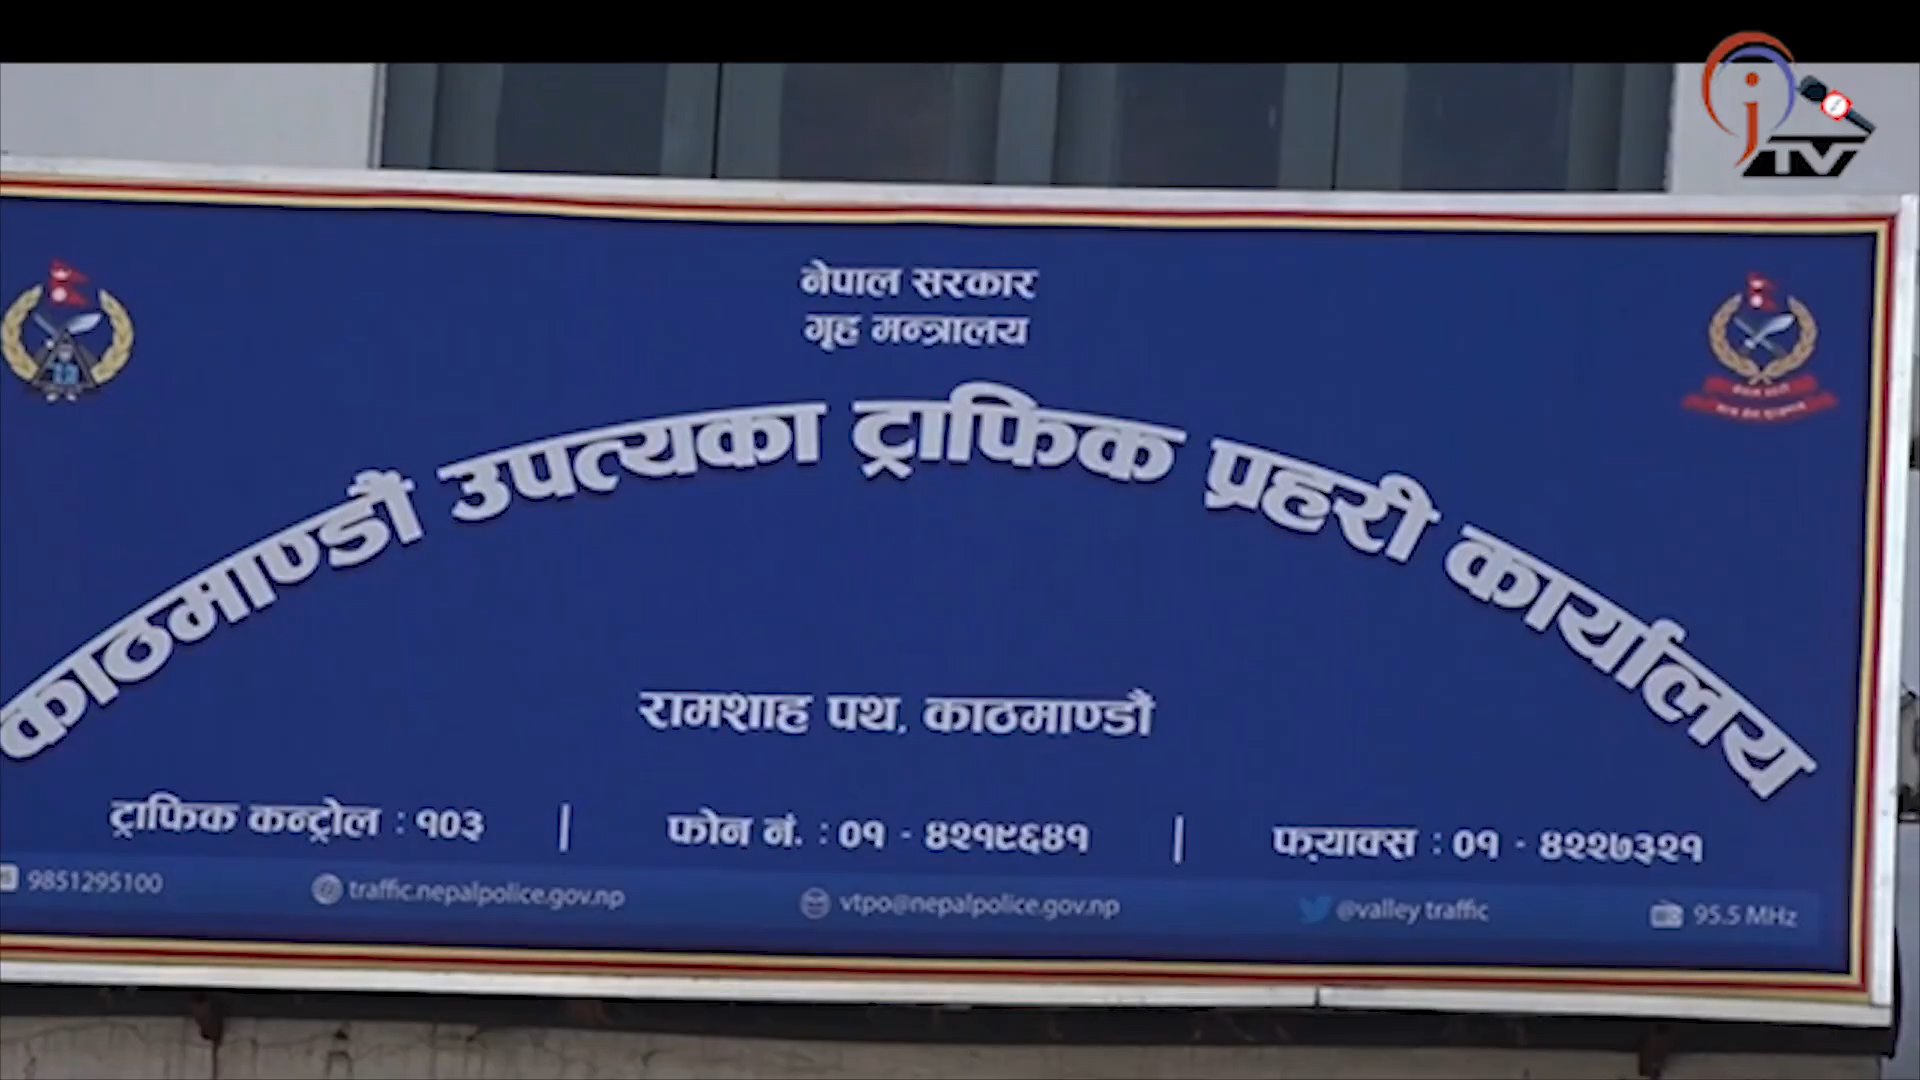 j TV
नेपाल सरकार
गृह मन्त्रालय
काठमाण्डौं उपत्यका ट्राफिक प्रहरी कार्यालय
रामशाह पथ, काठमाण्डौं
ट्राफिक कन्ट्रोल : १०३ | फोन नं. : ०१ - ४२१९६४१ | फ्याक्स : ०१ - ४२२७३२१
9851295100 traffic.nepalpolice.gov.np vtpo@nepalpolice.gov.np @valley traffic 95.5 MHz